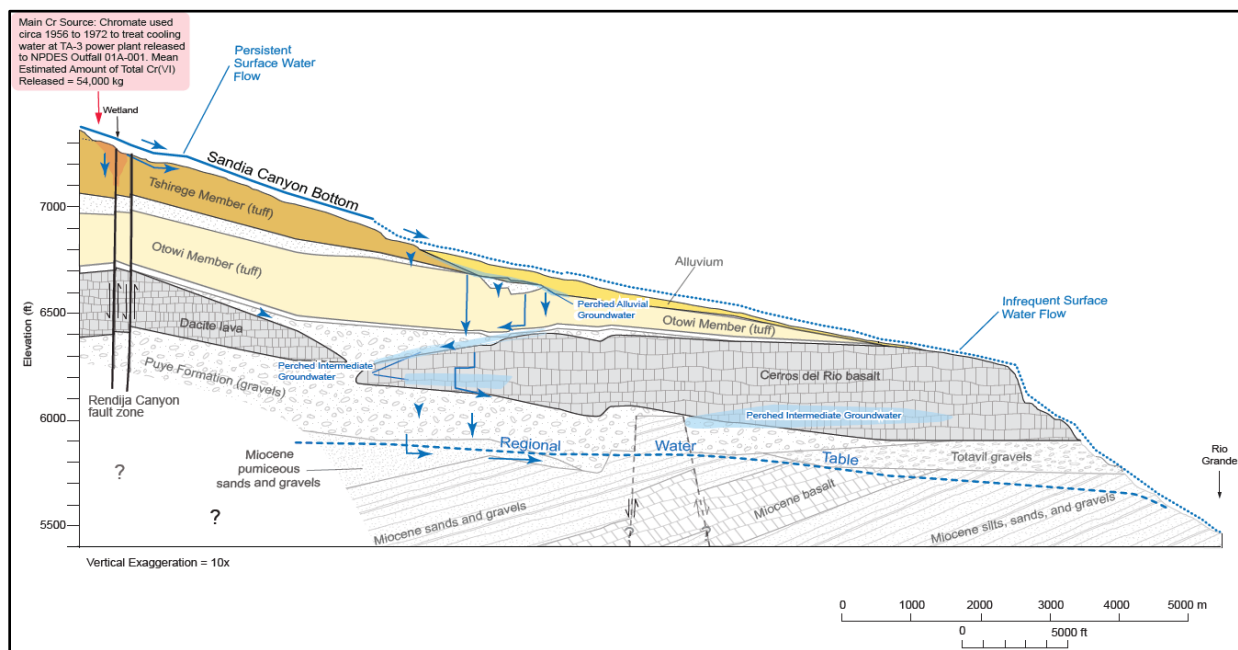 Main Cr Source: Chromate used
circa 1956 to 1972 to treat cooling
water at TA-3 power plant released
to NPDES Outfall 01A-001. Mean
Estimated Amount of Total Cr(VI)
Released = 54,000 kg
Wetland
Persistent
Surface Water
Flow
Sandia Canyon Bottom
Tshirege Member (tuff)
Otowi Member (tuff)
Alluvium
Perched Alluvial
Groundwater
Otowi Member (tuff)
Infrequent Surface
Water Flow
Dacite lava
Perched Intermediate
Groundwater
Cerros del Rio basalt
Puye Formation (gravels)
Rendija Canyon
fault zone
Perched Intermediate Groundwater
Regional Water Table
Miocene
pumiceous
sands and gravels
Totavil gravels
Rio
Grande
?
?
Miocene sands and gravels
Miocene basalt
Miocene silts, sands, and gravels
?
?
Elevation (ft)
7000
6500
6000
5500
Vertical Exaggeration = 10x
0 1000 2000 3000 4000 5000 m
0 5000 ft